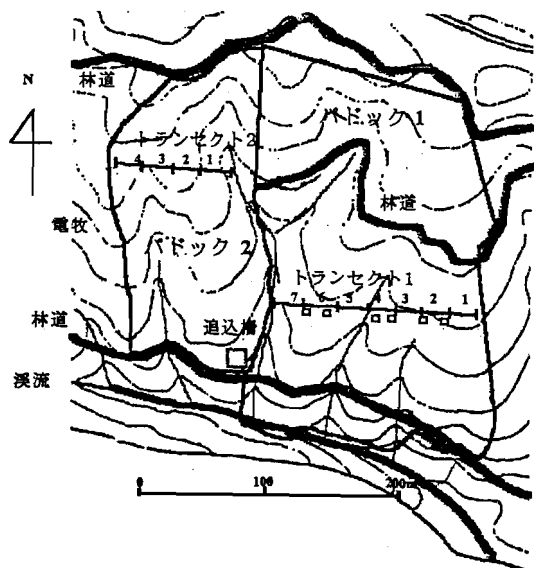 N
林道
パドック 1
トランセクト2
4 3 2 1
林道
電牧
パドック 2
トランセクト1
7 6 5 4 3 2 1
林道
追込柵
渓流
0 100 200m